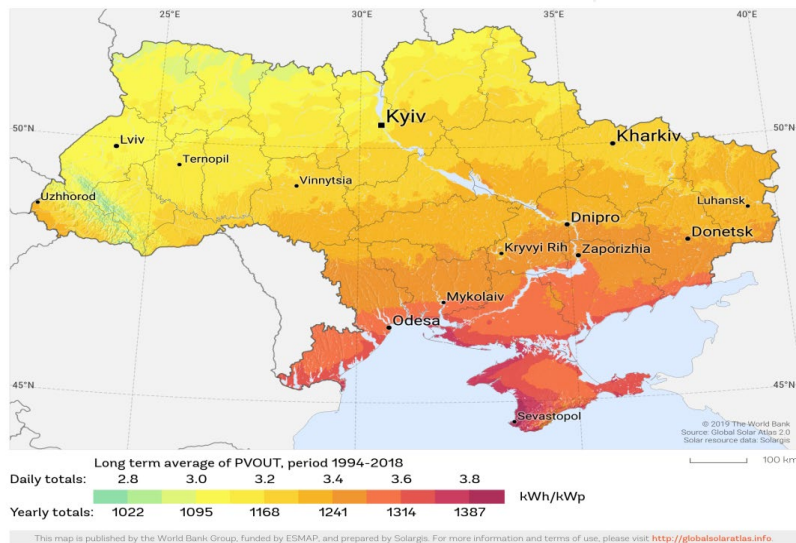 25°E
30°E
35°E
40°E
50°N
50°N
Kyiv
Lviv
Kharkiv
Ternopil
Vinnytsia
Uzhhorod
Luhansk
Dnipro
Donetsk
Kryvyi Rih
Zaporizhia
Mykolaiv
Odesa
45°N
45°N
Sevastopol
© 2019 The World Bank
Source: Global Solar Atlas 2.0
Solar resource data: Solargis
100 km
Long term average of PVOUT, period 1994-2018
Daily totals: 2.8 3.0 3.2 3.4 3.6 3.8
kWh/kWp
Yearly totals: 1022 1095 1168 1241 1314 1387
This map is published by the World Bank Group, funded by ESMAP, and prepared by Solargis. For more information and terms of use, please visit http://globalsolaratlas.info.